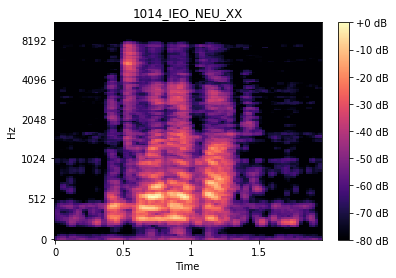 1014_IEO_NEU_XX
+0 dB
8192
-10 dB
4096
-20 dB
-30 dB
2048
Hz
-40 dB
1024
-50 dB
512
-60 dB
-70 dB
0
-80 dB
0
0.5
1
1.5
Time